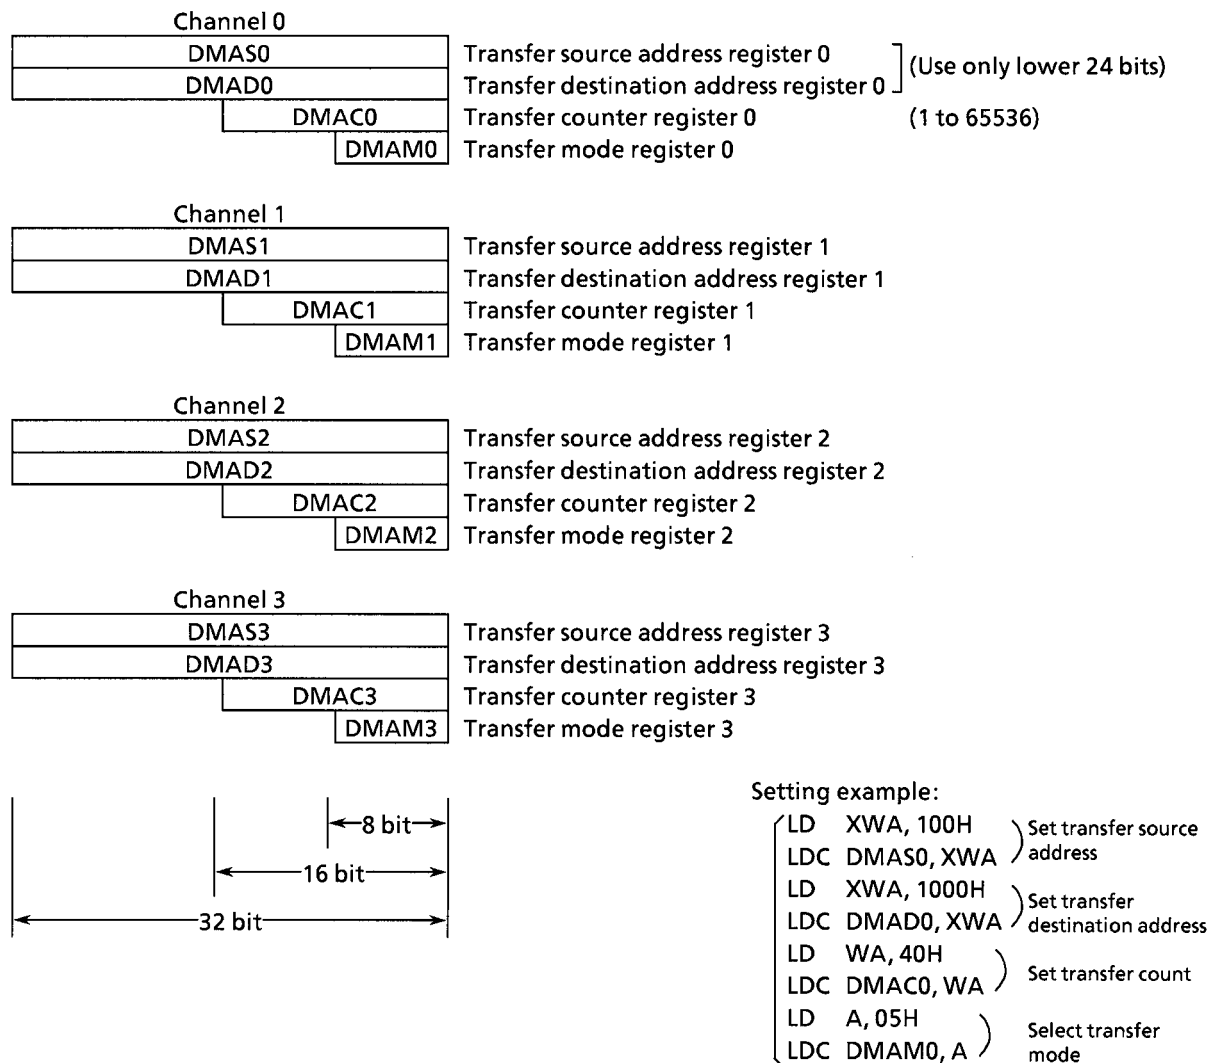 Channel 0
DMAS0 Transfer source address register 0
DMAD0 Transfer destination address register 0
(Use only lower 24 bits)
DMAC0 Transfer counter register 0 (1 to 65536)
DMAM0 Transfer mode register 0
Channel 1
DMAS1 Transfer source address register 1
DMAD1 Transfer destination address register 1
DMAC1 Transfer counter register 1
DMAM1 Transfer mode register 1
Channel 2
DMAS2 Transfer source address register 2
DMAD2 Transfer destination address register 2
DMAC2 Transfer counter register 2
DMAM2 Transfer mode register 2
Channel 3
DMAS3 Transfer source address register 3
DMAD3 Transfer destination address register 3
DMAC3 Transfer counter register 3
DMAM3 Transfer mode register 3
8 bit
16 bit
32 bit
Setting example:
LD XWA, 100H
LDC DMAS0, XWA
Set transfer source
address
LD XWA, 1000H
LDC DMAD0, XWA
Set transfer
destination address
LD WA, 40H
LDC DMAC0, WA
Set transfer count
LD A, 05H
LDC DMAM0, A
Select transfer
mode